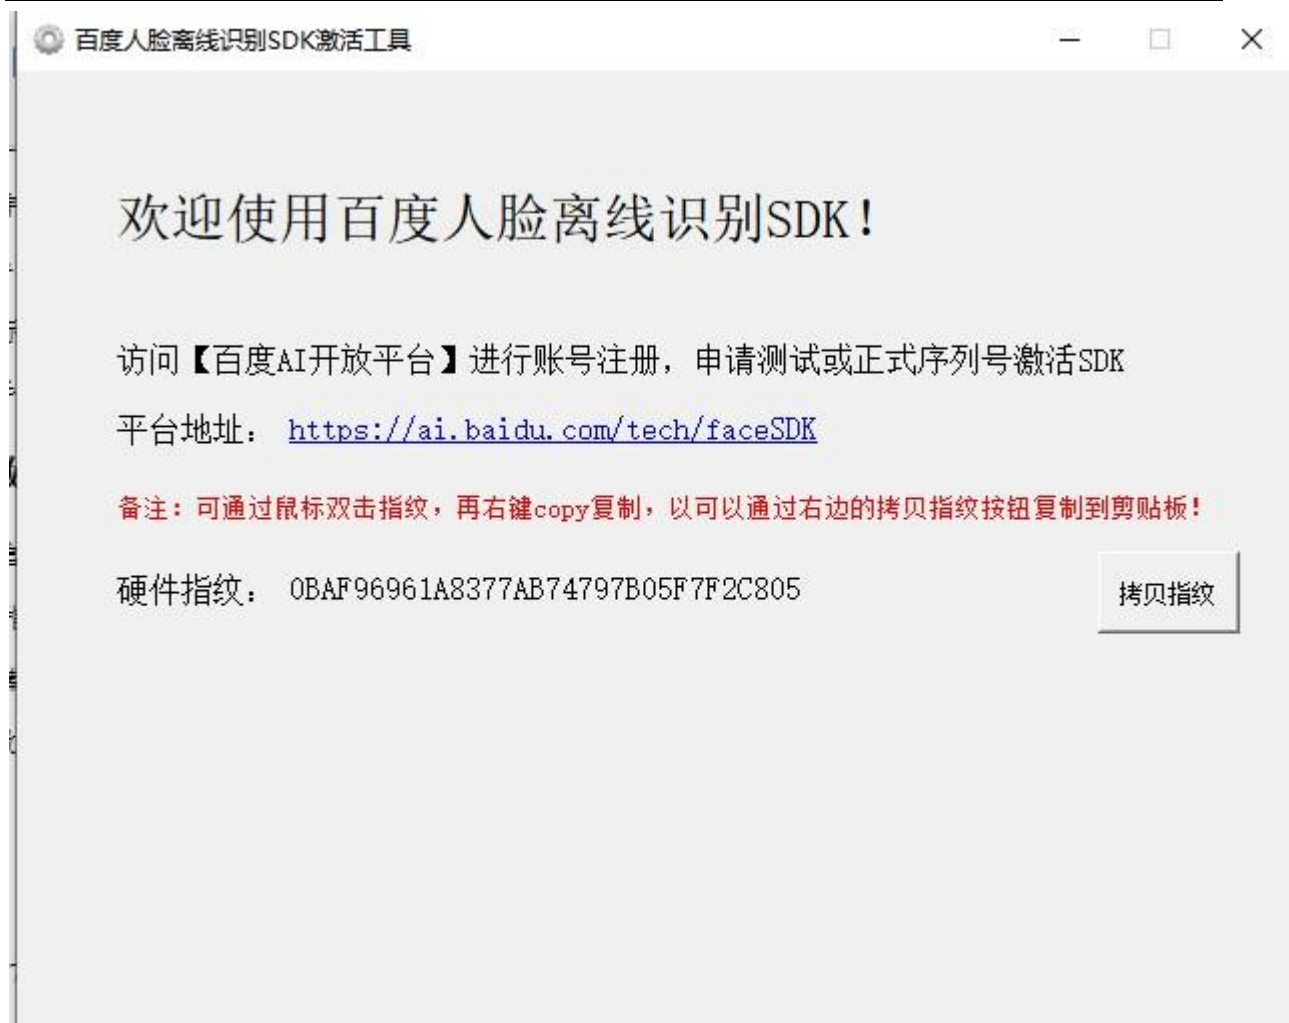 百度人脸离线识别SDK激活工具
欢迎使用百度人脸离线识别SDK!
访问【百度AI开放平台】进行账号注册，申请测试或正式序列号激活SDK
平台地址： https://ai.baidu.com/tech/faceSDK
备注：可通过鼠标双击指纹，再右键copy复制，以可以通过右边的拷贝指纹按钮复制到剪贴板!
硬件指纹： 0BAF96961A8377AB74797B05F7F2C805
拷贝指纹